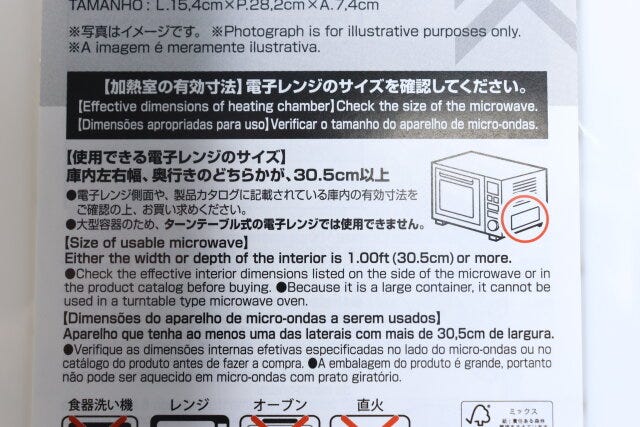 TAMANHO : L.15,4cm×P.28,2cm×A.7,4cm
※写真はイメージです。 ※Photograph is for illustrative purposes only.
※A imagem é meramente ilustrativa.
【加熱室の有効寸法】電子レンジのサイズを確認してください。
【Effective dimensions of heating chamber】Check the size of the microwave.
【Dimensões apropriadas para uso】Verificar o tamanho do aparelho de micro-ondas.
【使用できる電子レンジのサイズ】
庫内左右幅、奥行きのどちらかが、30.5cm以上
●電子レンジ側面や、製品カタログに記載されている庫内の有効寸法を
ご確認の上、お買い求めください。
●大型容器のため、ターンテーブル式の電子レンジでは使用できません。
【Size of usable microwave】
Either the width or depth of the interior is 1.00ft (30.5cm) or more.
●Check the effective interior dimensions listed on the side of the microwave or in
the product catalog before buying. ●Because it is a large container, it cannot be
used in a turntable type microwave oven.
【Dimensões do aparelho de micro-ondas a serem usados】
Aparelho que tenha ao menos uma das laterais com mais de 30,5cm de largura.
●Verifique as dimensões internas efetivas especificadas no lado do micro-ondas ou no
catálogo do produto antes de fazer a compra. ●A embalagem do produto é grande, portanto
não pode ser aquecido em micro-ondas com prato giratório.
食器洗い機 レンジ オーブン 直火
ミックス
紙｜責任ある森林